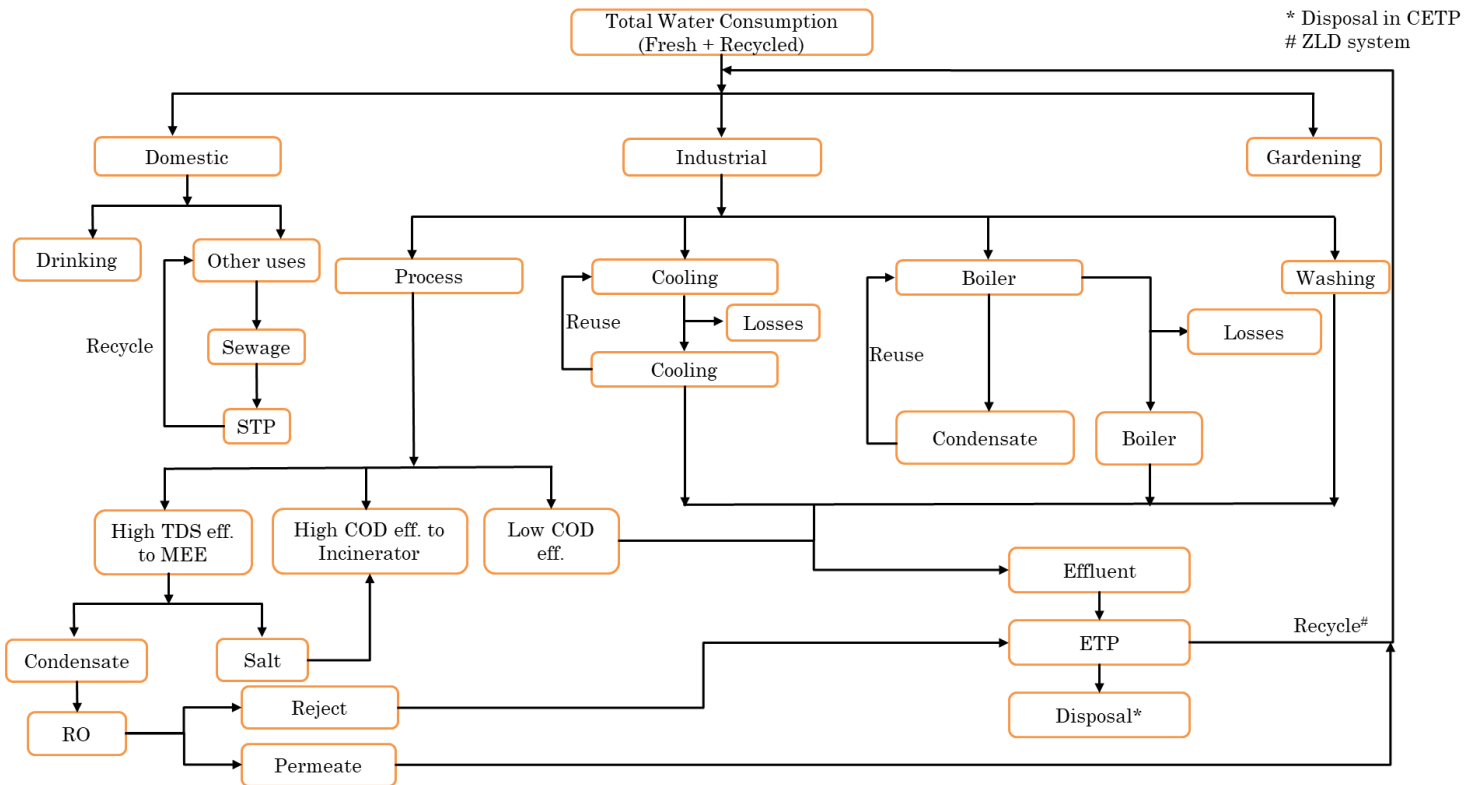 Total Water Consumption
(Fresh + Recycled)
* Disposal in CETP
# ZLD system
Domestic
Industrial
Gardening
Drinking
Other uses
Process
Cooling
Boiler
Washing
Reuse
Losses
Losses
Recycle
Sewage
Reuse
Cooling
STP
Condensate
Boiler
High TDS eff.
to MEE
High COD eff. to
Incinerator
Low COD
eff.
Effluent
Recycle#
Condensate
Salt
ETP
Reject
RO
Disposal*
Permeate